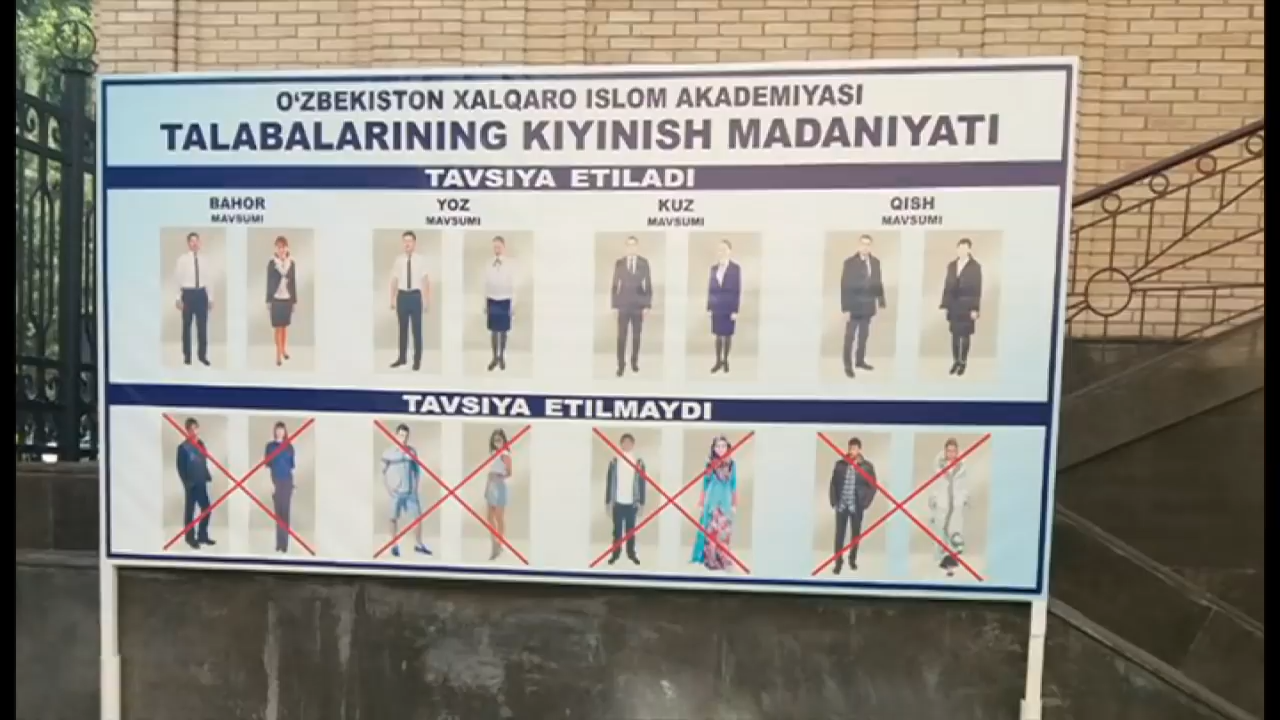 O‘ZBEKISTON XALQARO ISLOM AKADEMIYASI
TALABALARINING KIYINISH MADANIYATI
TAVSIYA ETILADI
BAHOR
MAVSUMI
YOZ
MAVSUMI
KUZ
MAVSUMI
QISH
MAVSUMI
TAVSIYA ETILMAYDI